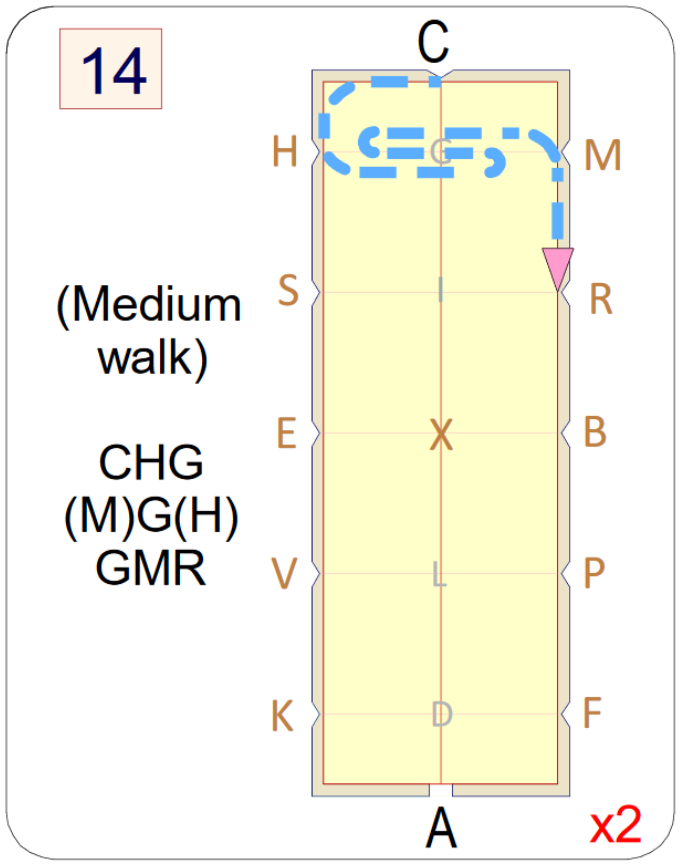 14
C
H G M
(Medium
walk)
S I R
E X B
CHG
(M)G(H)
GMR
V L P
K D F
A
x2